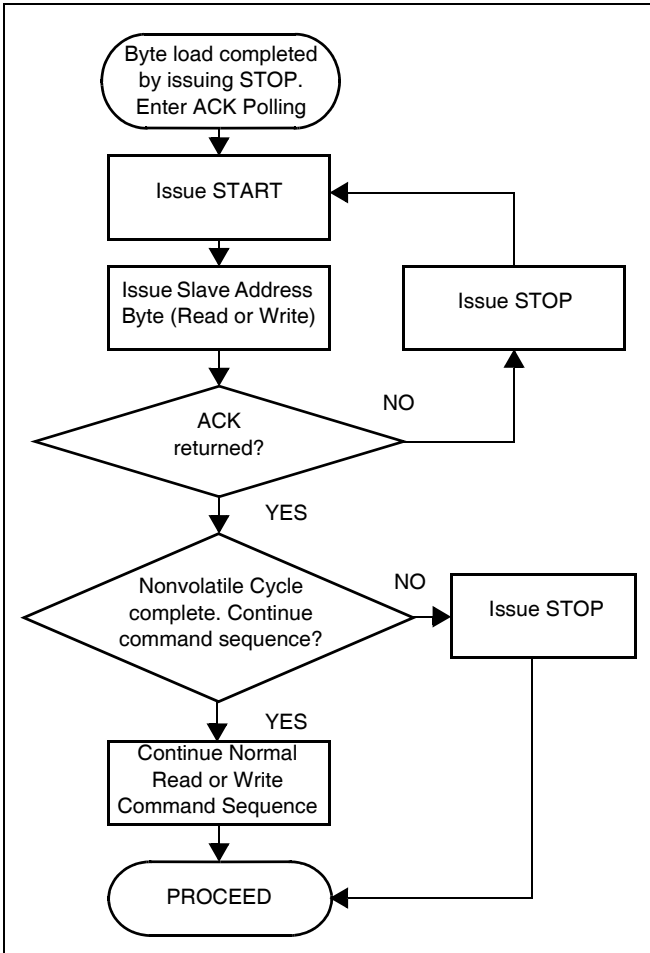 Byte load completed
by issuing STOP.
Enter ACK Polling
Issue START
Issue Slave Address
Byte (Read or Write)
Issue STOP
ACK
returned?
NO
YES
Nonvolatile Cycle
complete. Continue
command sequence?
NO
Issue STOP
YES
Continue Normal
Read or Write
Command Sequence
PROCEED